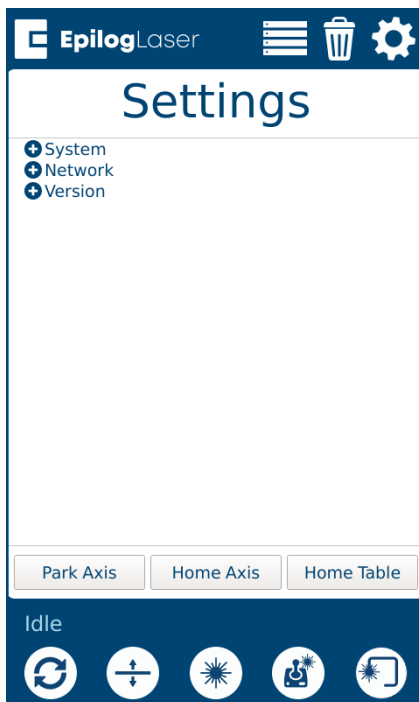 EpilogLaser
Settings
System
Network
Version
Park Axis Home Axis Home Table
Idle